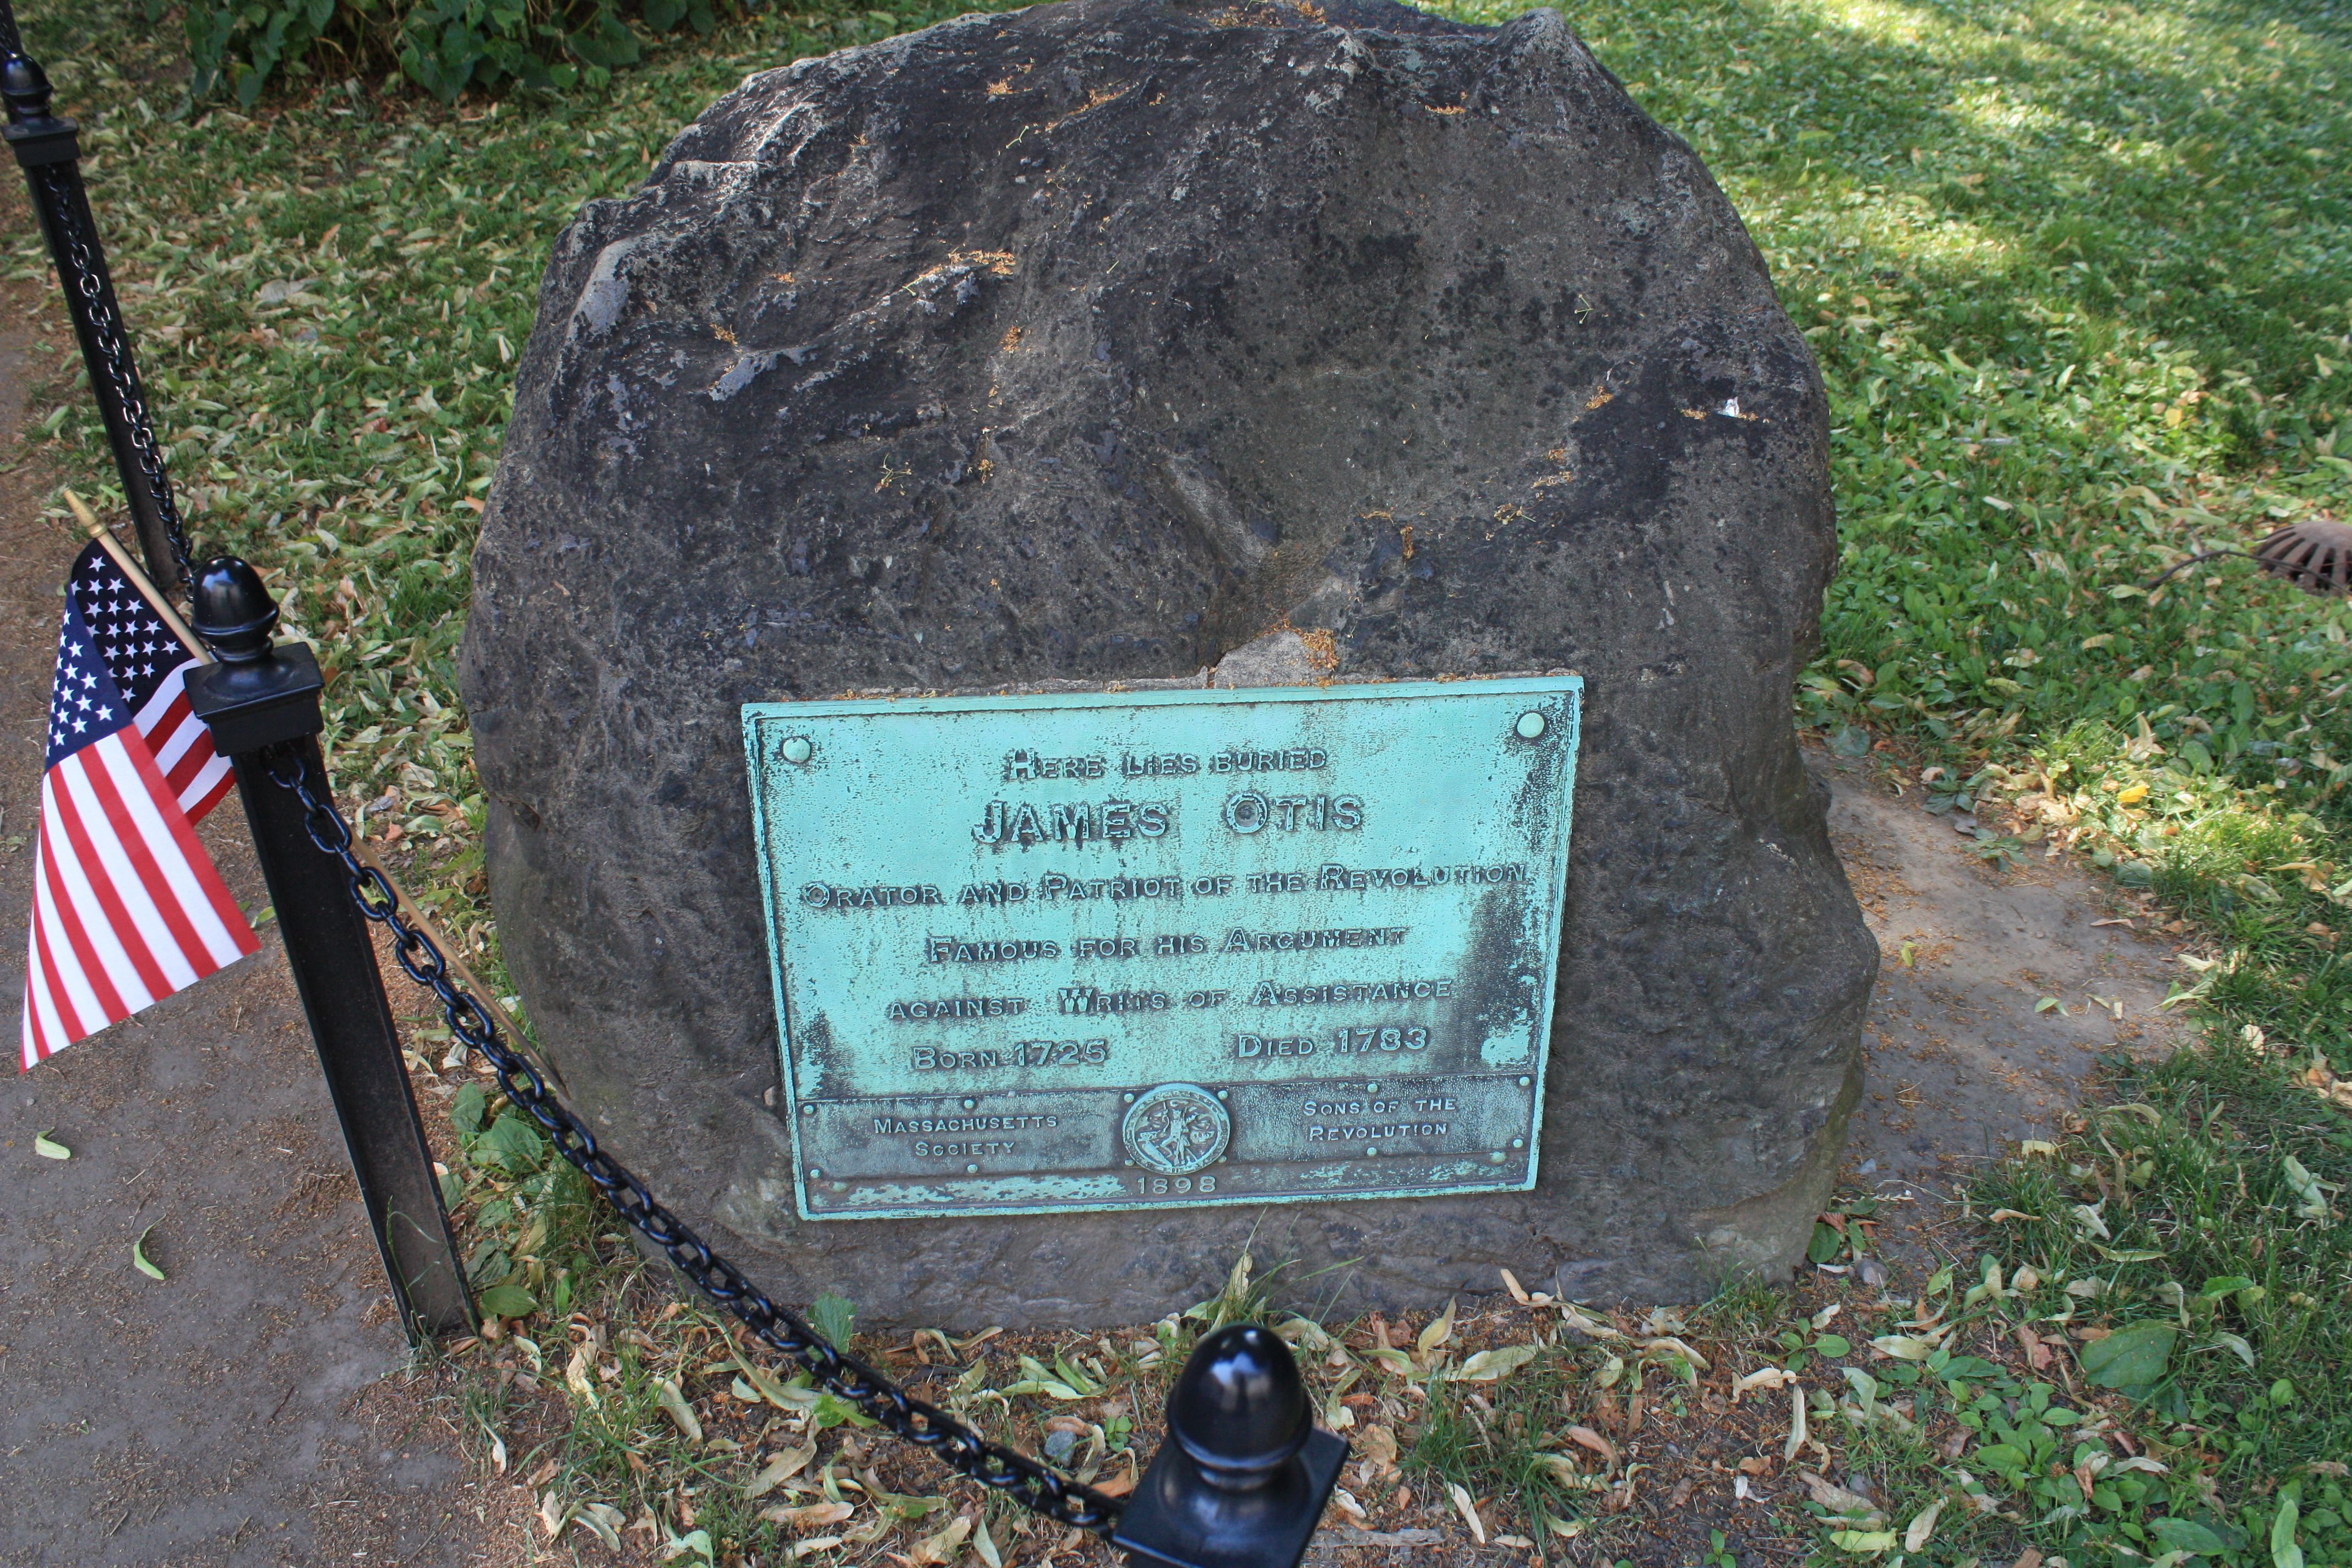 Here lies buried
James Otis
Orator and Patriot of the Revolution
Famous for his Argument
against Writs of Assistance
Born 1725 Died 1783
Massachusetts
Society
Sons of the
Revolution
1898